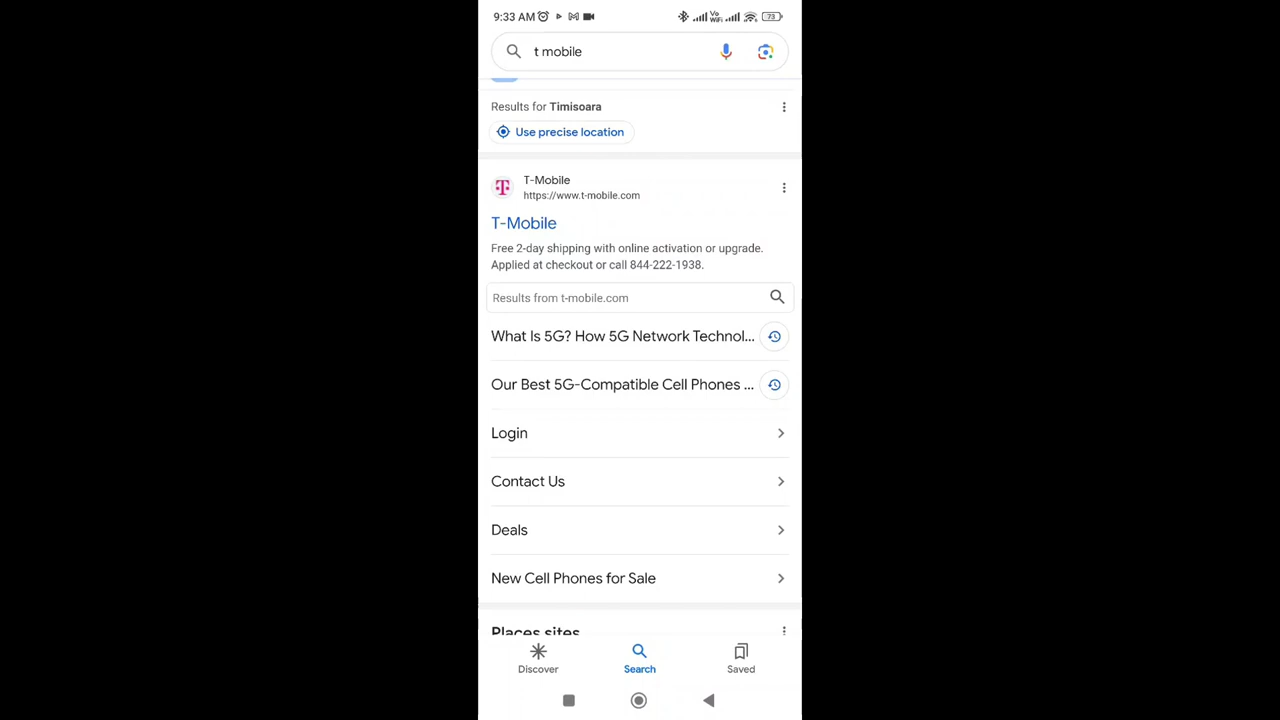 9:33 AM
Vo
WiFi
73
t mobile
Results for Timisoara
Use precise location
T-Mobile
https://www.t-mobile.com
T-Mobile
Free 2-day shipping with online activation or upgrade.
Applied at checkout or call 844-222-1938.
Results from t-mobile.com
What Is 5G? How 5G Network Technol...
Our Best 5G-Compatible Cell Phones ...
Login
Contact Us
Deals
New Cell Phones for Sale
Places sites
Discover
Search
Saved